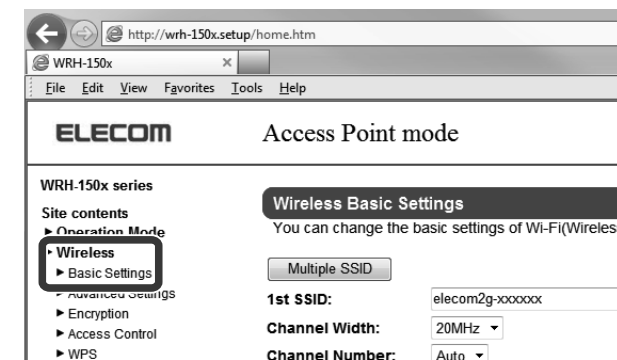 http://wrh-150x.setup/home.htm
WRH-150x
File Edit View Favorites Tools Help
ELECOM
Access Point mode
WRH-150x series
Site contents
Operation Mode
Wireless
Basic Settings
Advanced Settings
Encryption
Access Control
WPS
Wireless Basic Settings
You can change the basic settings of Wi-Fi(Wireles
Multiple SSID
1st SSID: elecom2g-xxxxxx
Channel Width: 20MHz
Channel Number: Auto